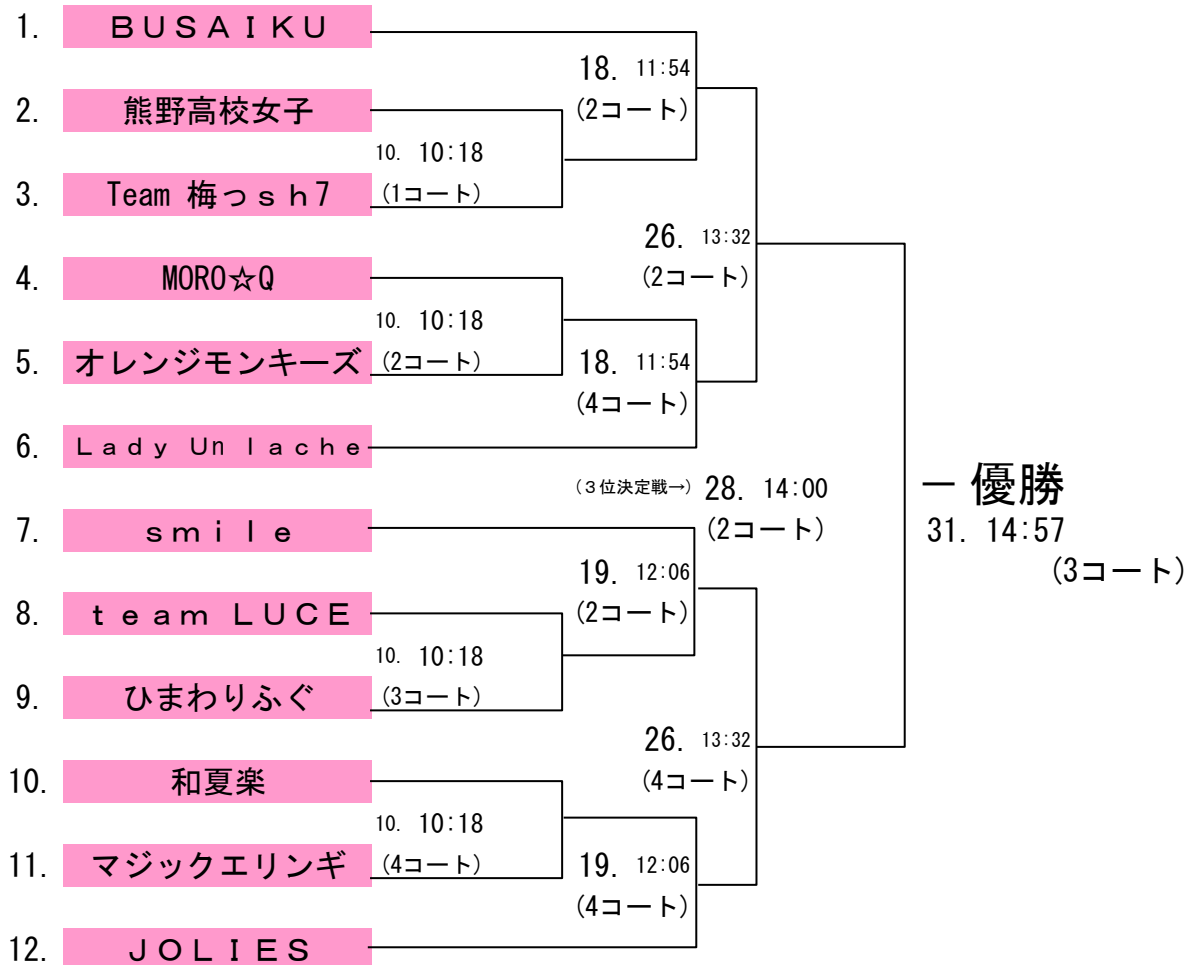 1. ＢＵＳＡＩＫＵ
18. 11:54
2. 熊野高校女子
(2コート)
10. 10:18
3. Team 梅っｓｈ7
(1コート)
26. 13:32
4. MORO☆Q
(2コート)
10. 10:18
5. オレンジモンキーズ
(2コート)
18. 11:54
(4コート)
6. Ｌａｄｙ Ｕｎ ｌａｃｈｅ
(３位決定戦→) 28. 14:00
(2コート)
ー 優勝
31. 14:57
(3コート)
7. ｓｍｉｌｅ
19. 12:06
(2コート)
8. ｔｅａｍ ＬＵＣＥ
10. 10:18
9. ひまわりふぐ
(3コート)
26. 13:32
(4コート)
10. 和夏楽
10. 10:18
11. マジックエリンギ
(4コート)
19. 12:06
(4コート)
12. ＪＯＬＩＥＳ